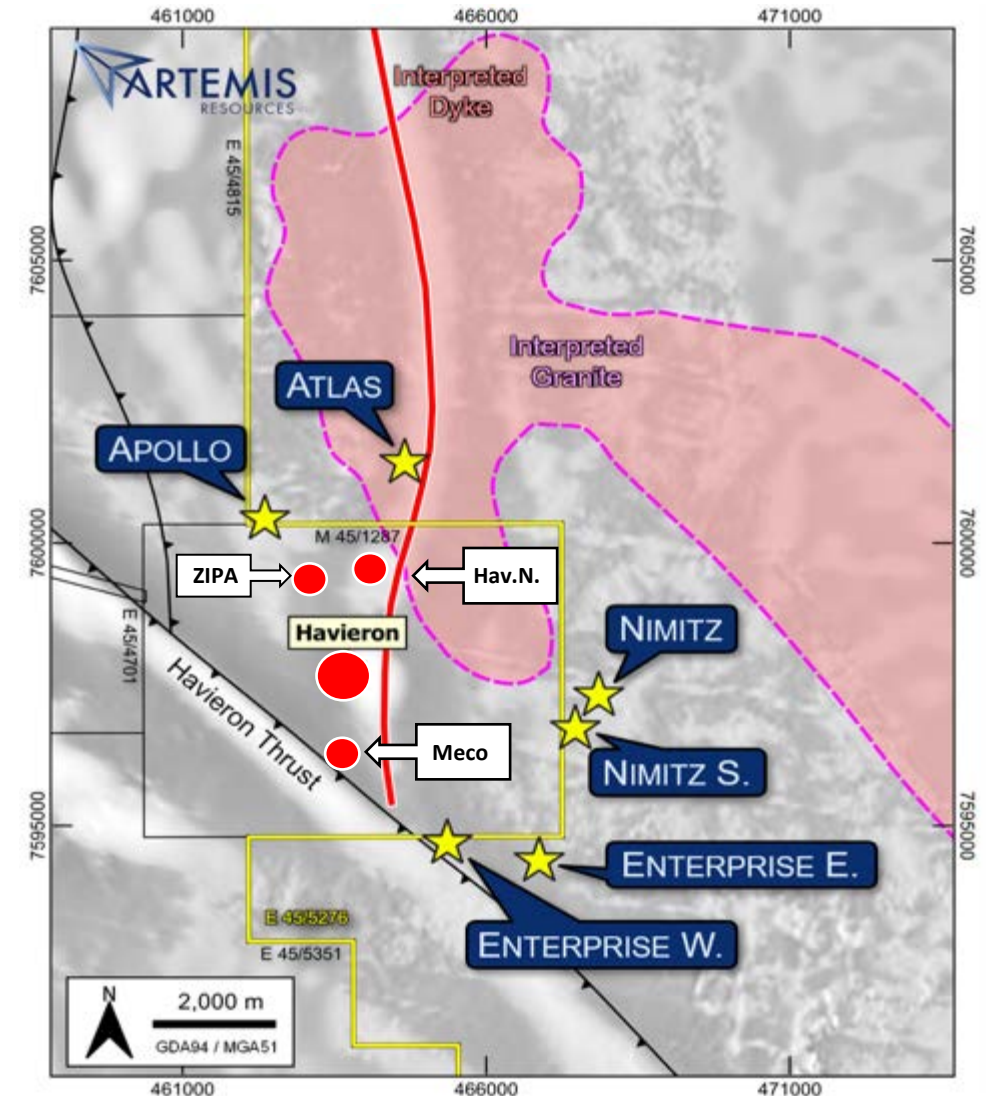 461000
466000
471000
ARTEMIS
RESOURCES
Interpreted
Dyke
E 45/4815
7605000
7605000
Interpreted
Granite
ATLAS
APOLLO
M 45/1287
7600000
7600000
ZIPA
Hav.N.
Havieron
E 45/4701
NIMITZ
Havieron Thrust
Meco
NIMITZ S.
7595000
7595000
ENTERPRISE E.
E 45/5276
E 45/5351
ENTERPRISE W.
N
2,000 m
GDA94 / MGA51
461000
466000
471000